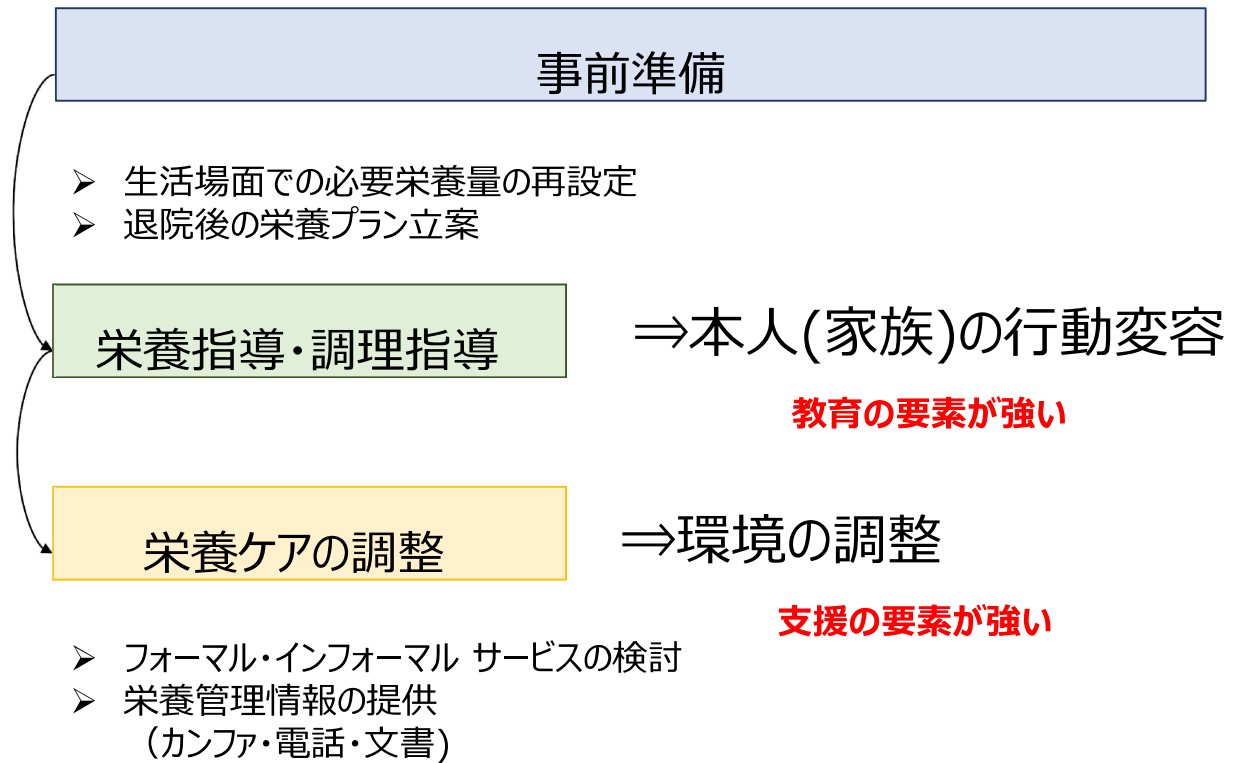 事前準備
➢ 生活場面での必要栄養量の再設定
➢ 退院後の栄養プラン立案
栄養指導・調理指導
⇒本人(家族)の行動変容
教育の要素が強い
栄養ケアの調整
⇒環境の調整
支援の要素が強い
➢ フォーマル・インフォーマル サービスの検討
➢ 栄養管理情報の提供
（カンファ・電話・文書)